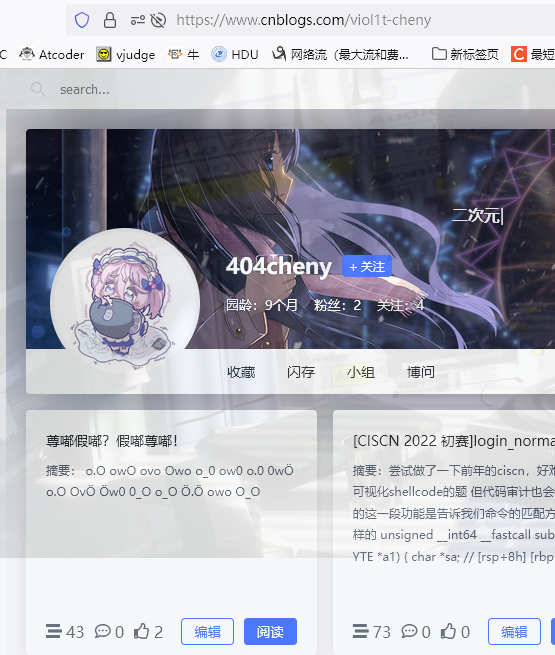 https://www.cnblogs.com/viol1t-cheny
C Atcoder vjudge 牛 HDU 网络流（最大流和费... 新标签页 最短
search...
二次元|
404cheny +关注
园龄：9个月 粉丝：2 关注：4
收藏 闪存 小组 博问
尊嘟假嘟？假嘟尊嘟！
摘要： o.O owO ovo Owo o_0 ow0 o.0 0wÖ
o.O OvÖ Öw0 0_O o_O Ö.Ö owo O_O
43 0 2 编辑 阅读
[CISCN 2022 初赛]login_norma
摘要：尝试做了一下前年的ciscn，好难
可视化shellcode的题 但代码审计也会
的这一段功能是告诉我们命令的匹配方
样的 unsigned __int64 __fastcall sub
YTE *a1) { char *sa; // [rsp+8h] [rbp
73 0 0 编辑